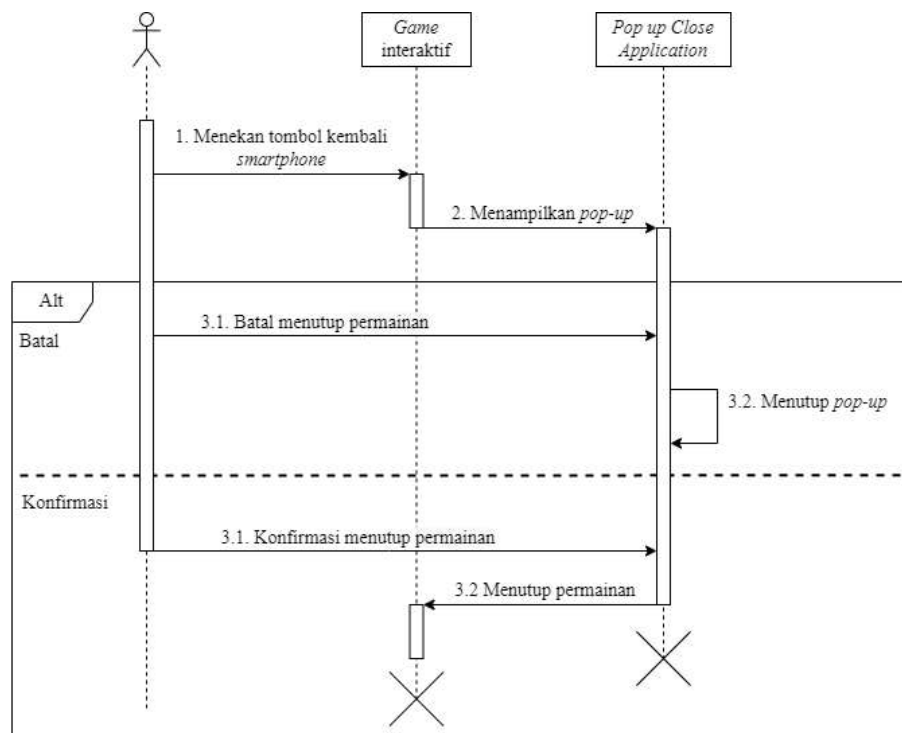 Game
interaktif
Pop up Close
Application
1. Menekan tombol kembali
smartphone
2. Menampilkan pop-up
Alt
Batal
3.1. Batal menutup permainan
3.2. Menutup pop-up
Konfirmasi
3.1. Konfirmasi menutup permainan
3.2 Menutup permainan